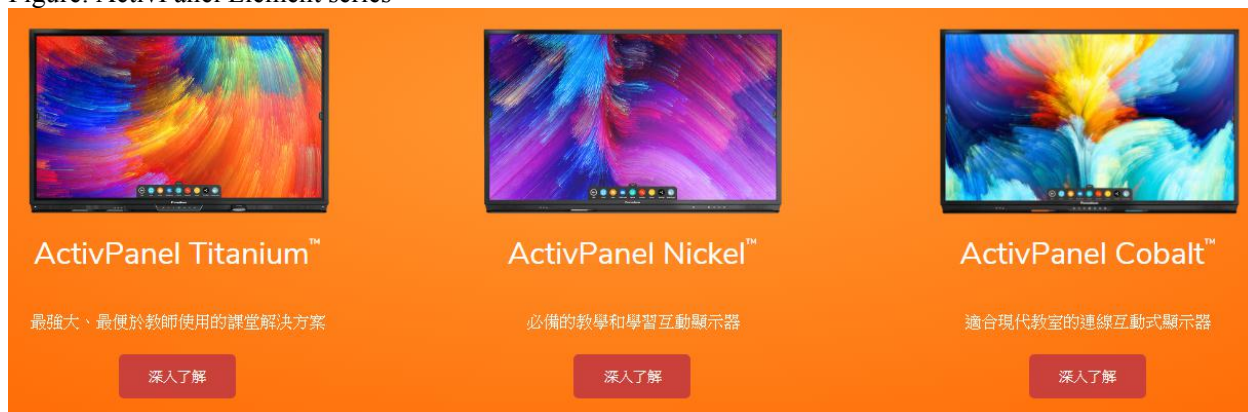 Figure: ActivPanel Element series
ActivPanel Titanium™
ActivPanel Nickel™
ActivPanel Cobalt™
最強大、最便於教師使用的課堂解決方案
必備的教學和學習互動顯示器
適合現代教室的連線互動式顯示器
深入了解
深入了解
深入了解